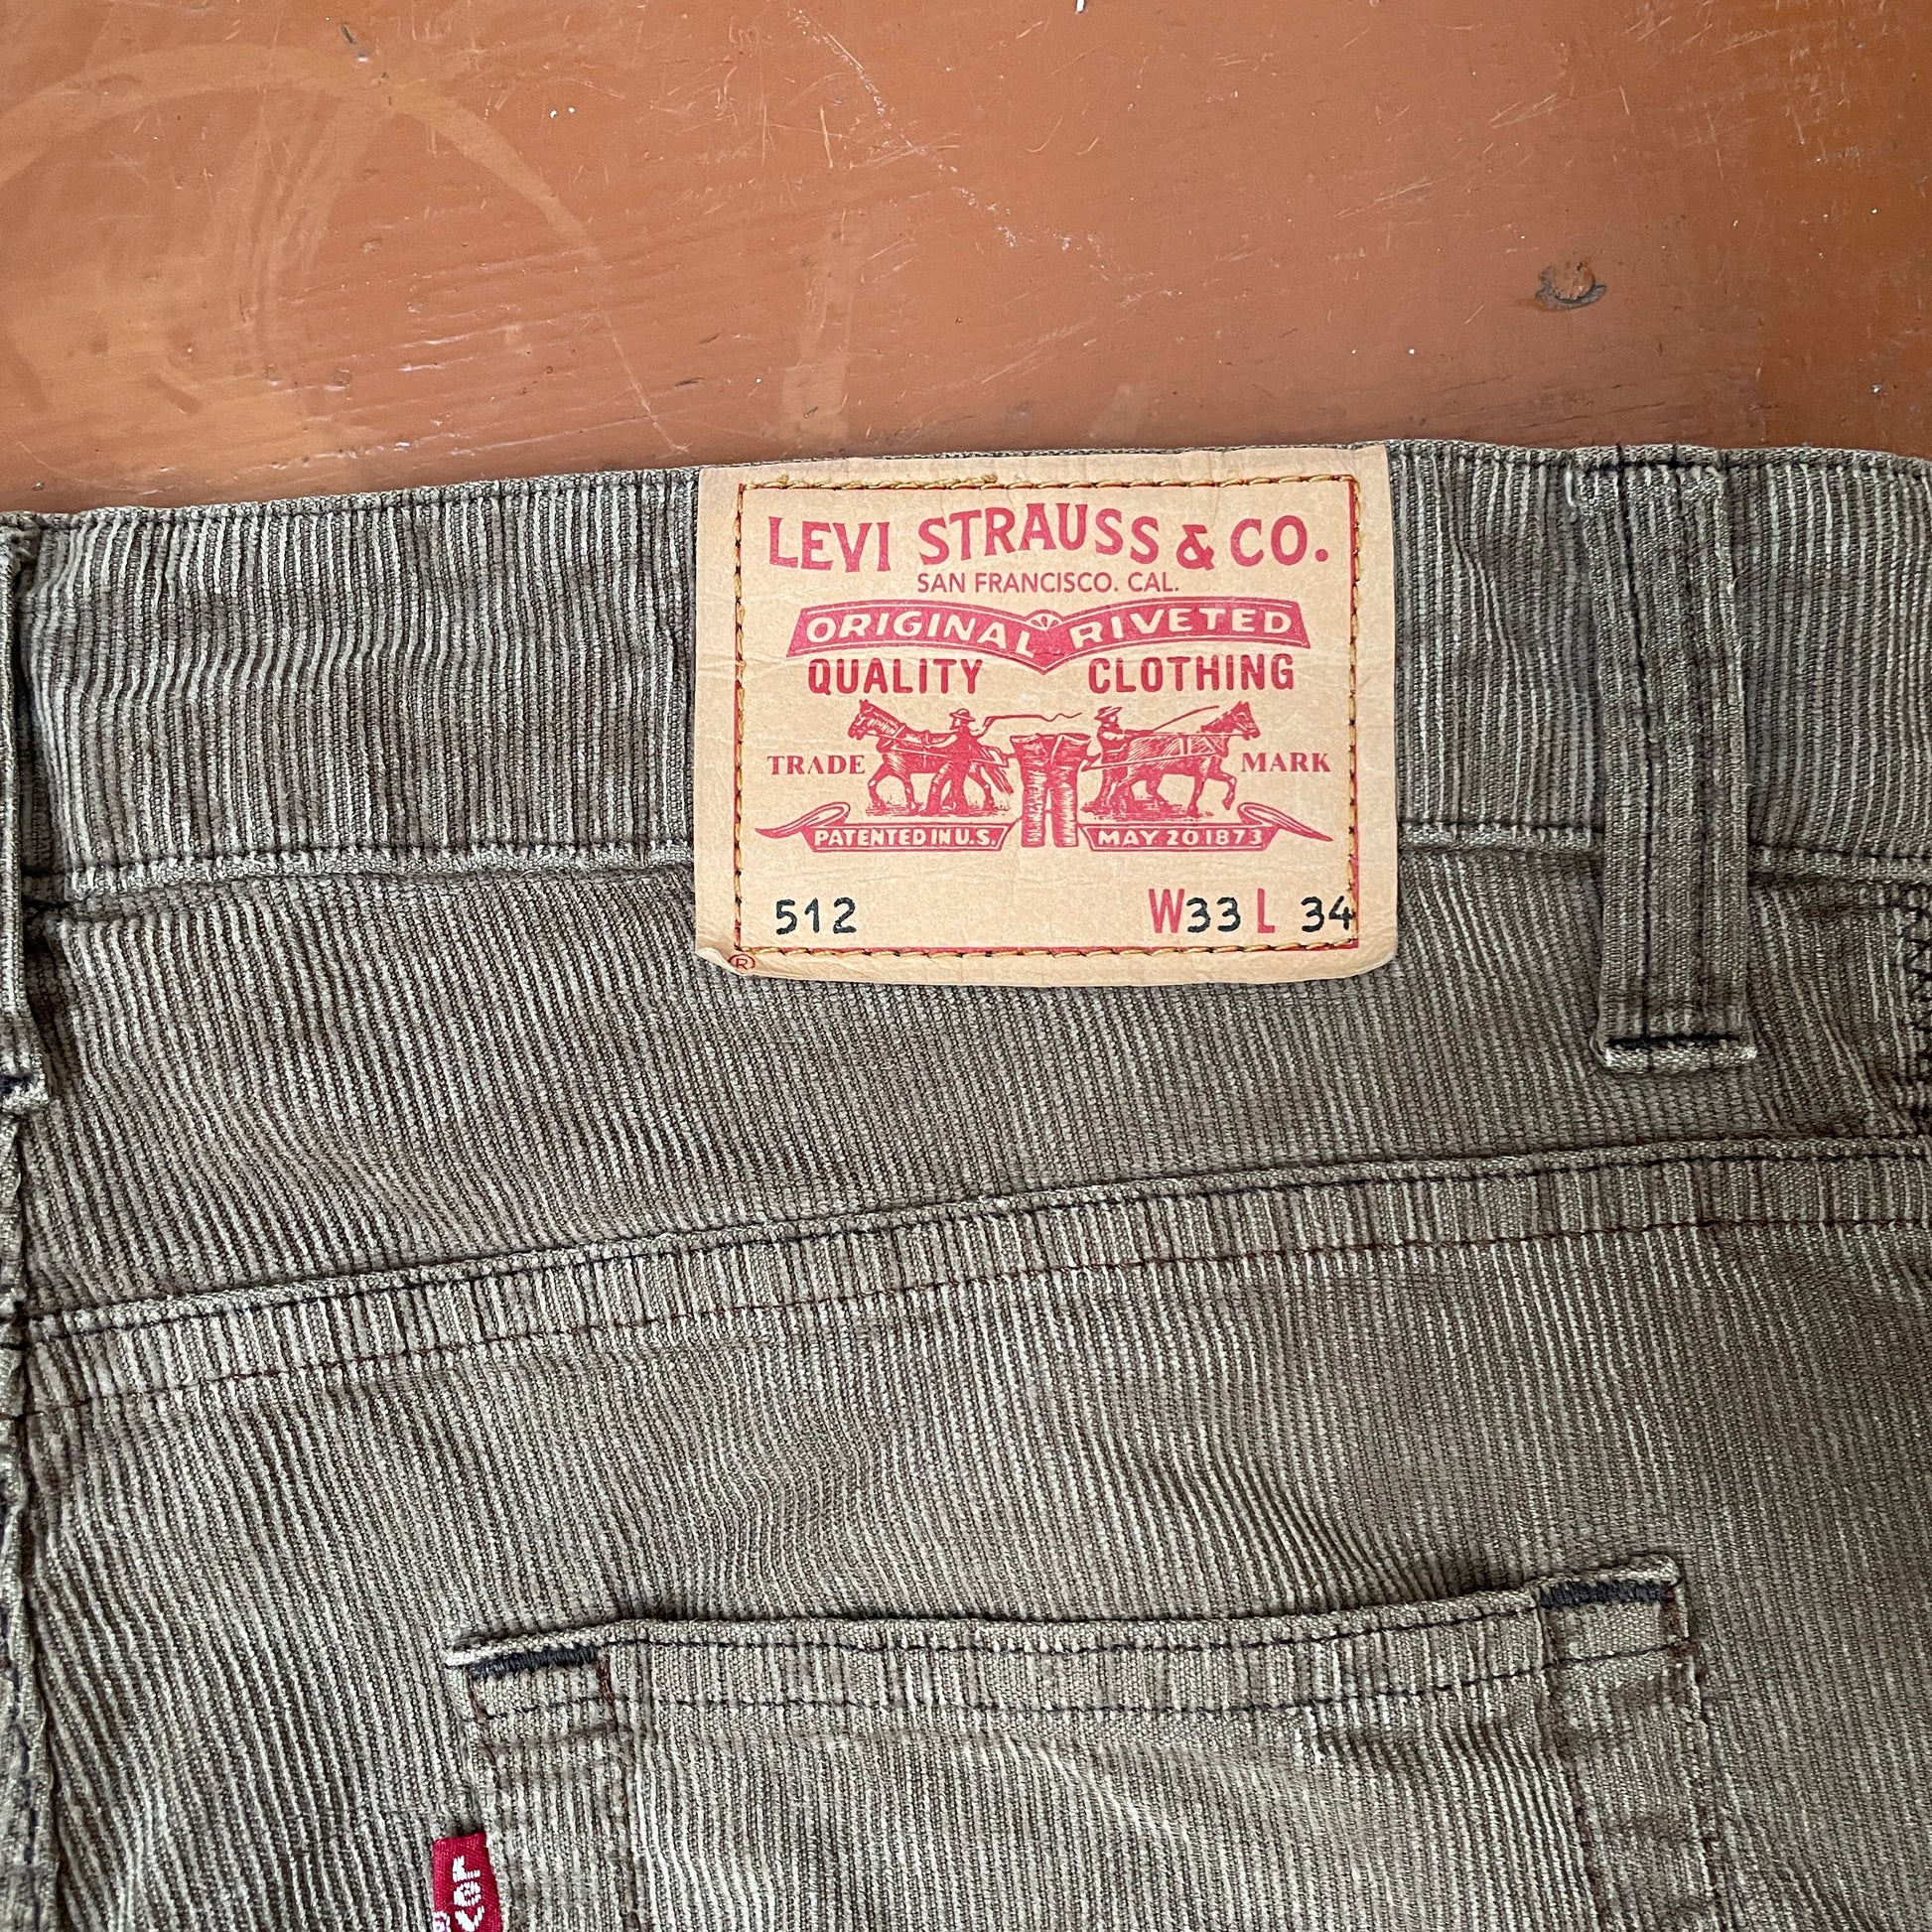 LEVI STRAUSS & CO.
SAN FRANCISCO. CAL.
ORIGINAL RIVETED
QUALITY CLOTHING
TRADE MARK
PATENTED IN U.S. MAY 20 1873
512 W33 L 34
®